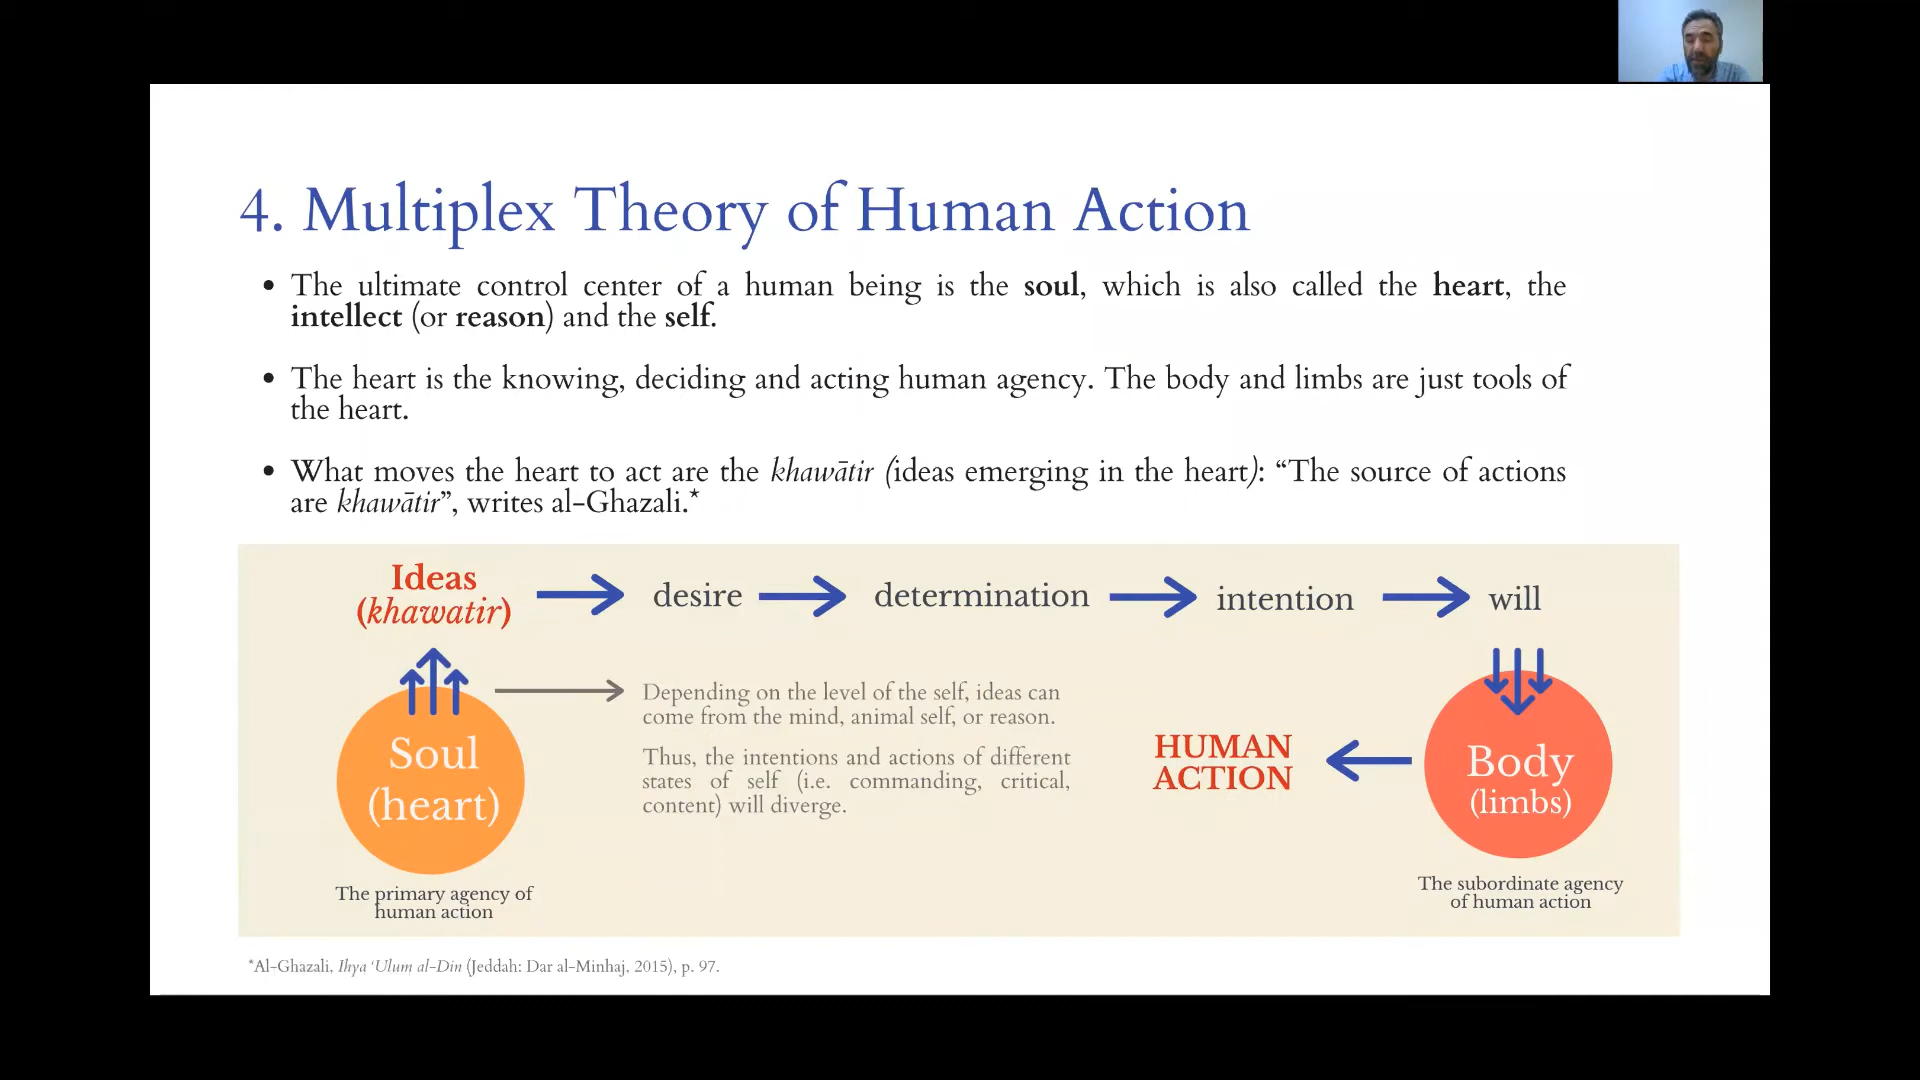 4. Multiplex Theory of Human Action
• The ultimate control center of a human being is the soul, which is also called the heart, the
intellect (or reason) and the self.
• The heart is the knowing, deciding and acting human agency. The body and limbs are just tools of
the heart.
• What moves the heart to act are the khawātir (ideas emerging in the heart): “The source of actions
are khawātir”, writes al-Ghazali.*
Ideas
(khawatir)
desire
determination
intention
will
Soul
(heart)
The primary agency of
human action
Depending on the level of the self, ideas can
come from the mind, animal self, or reason.
Thus, the intentions and actions of different
states of self (i.e. commanding, critical,
content) will diverge.
HUMAN
ACTION
Body
(limbs)
The subordinate agency
of human action
*Al-Ghazali, Ihya ‘Ulum al-Din (Jeddah: Dar al-Minhaj, 2015), p. 97.